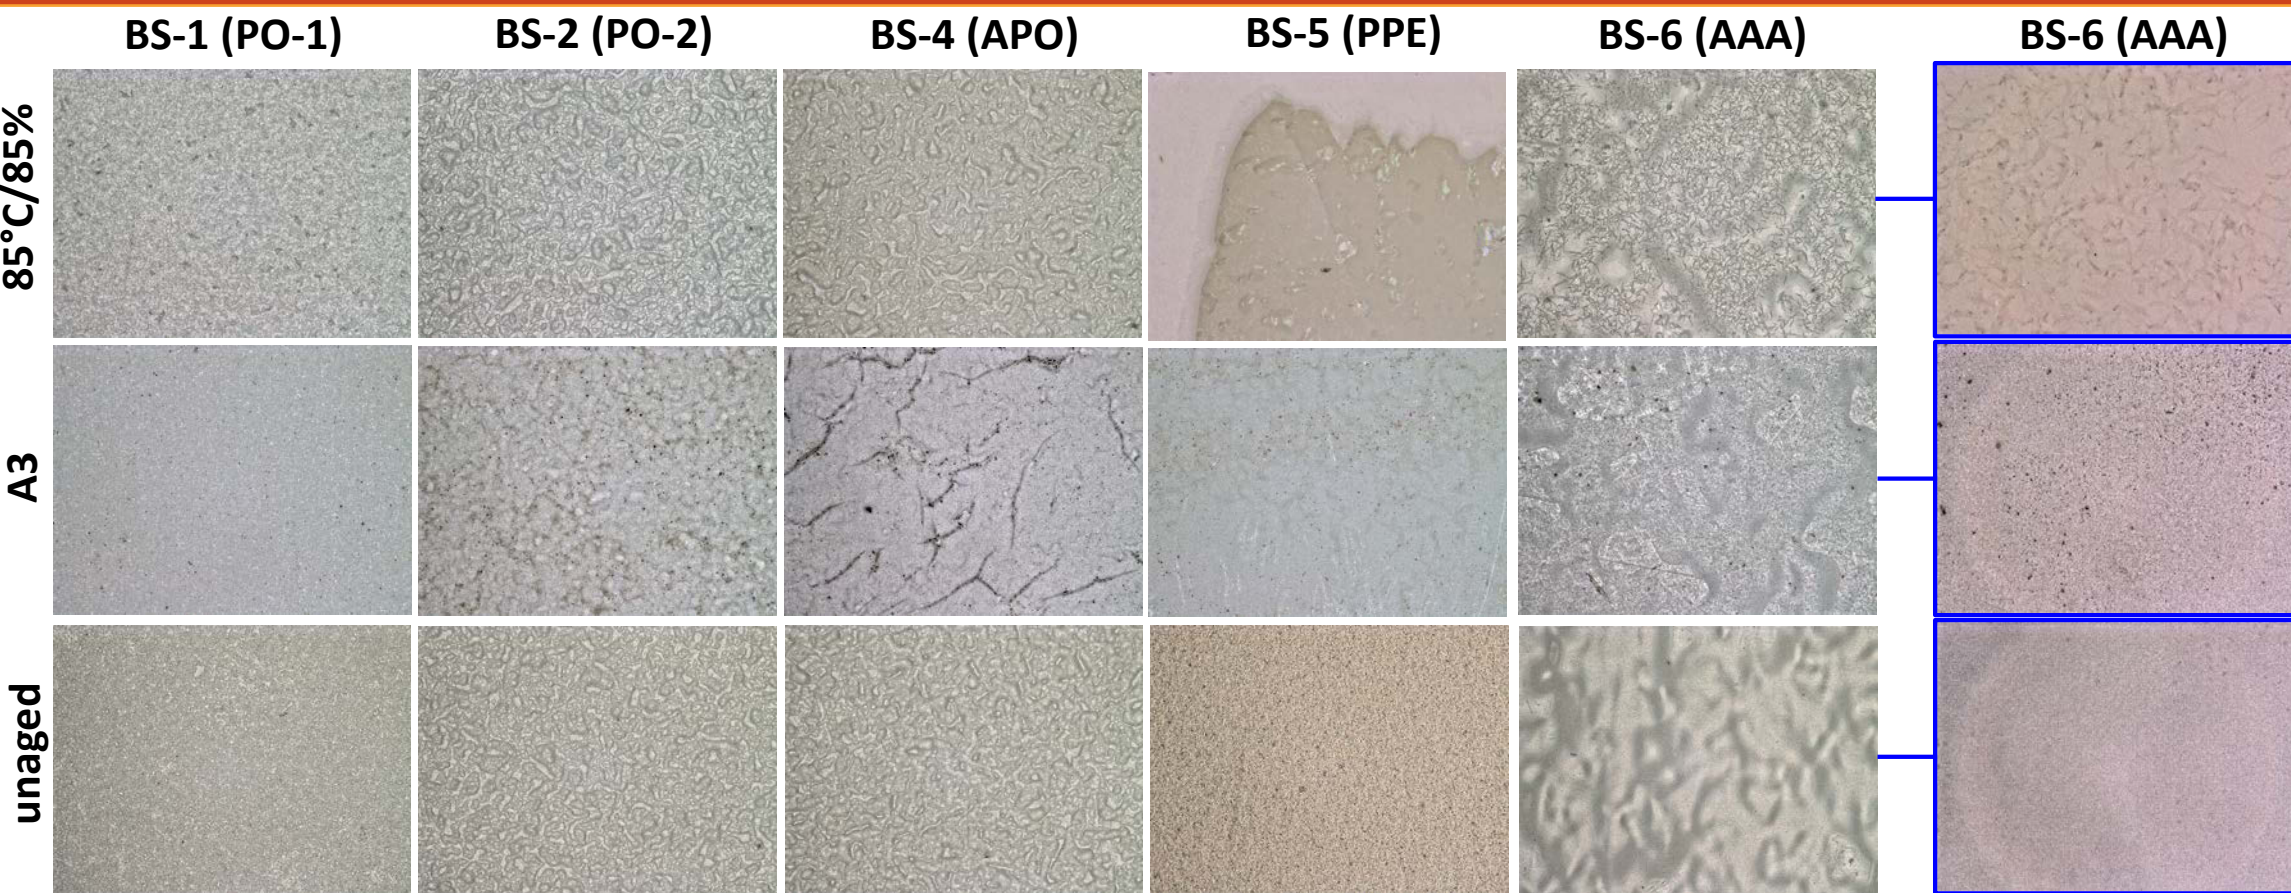 BS-1 (PO-1)
BS-2 (PO-2)
BS-4 (APO)
BS-5 (PPE)
BS-6 (AAA)
BS-6 (AAA)
85°C/85%
A3
unaged